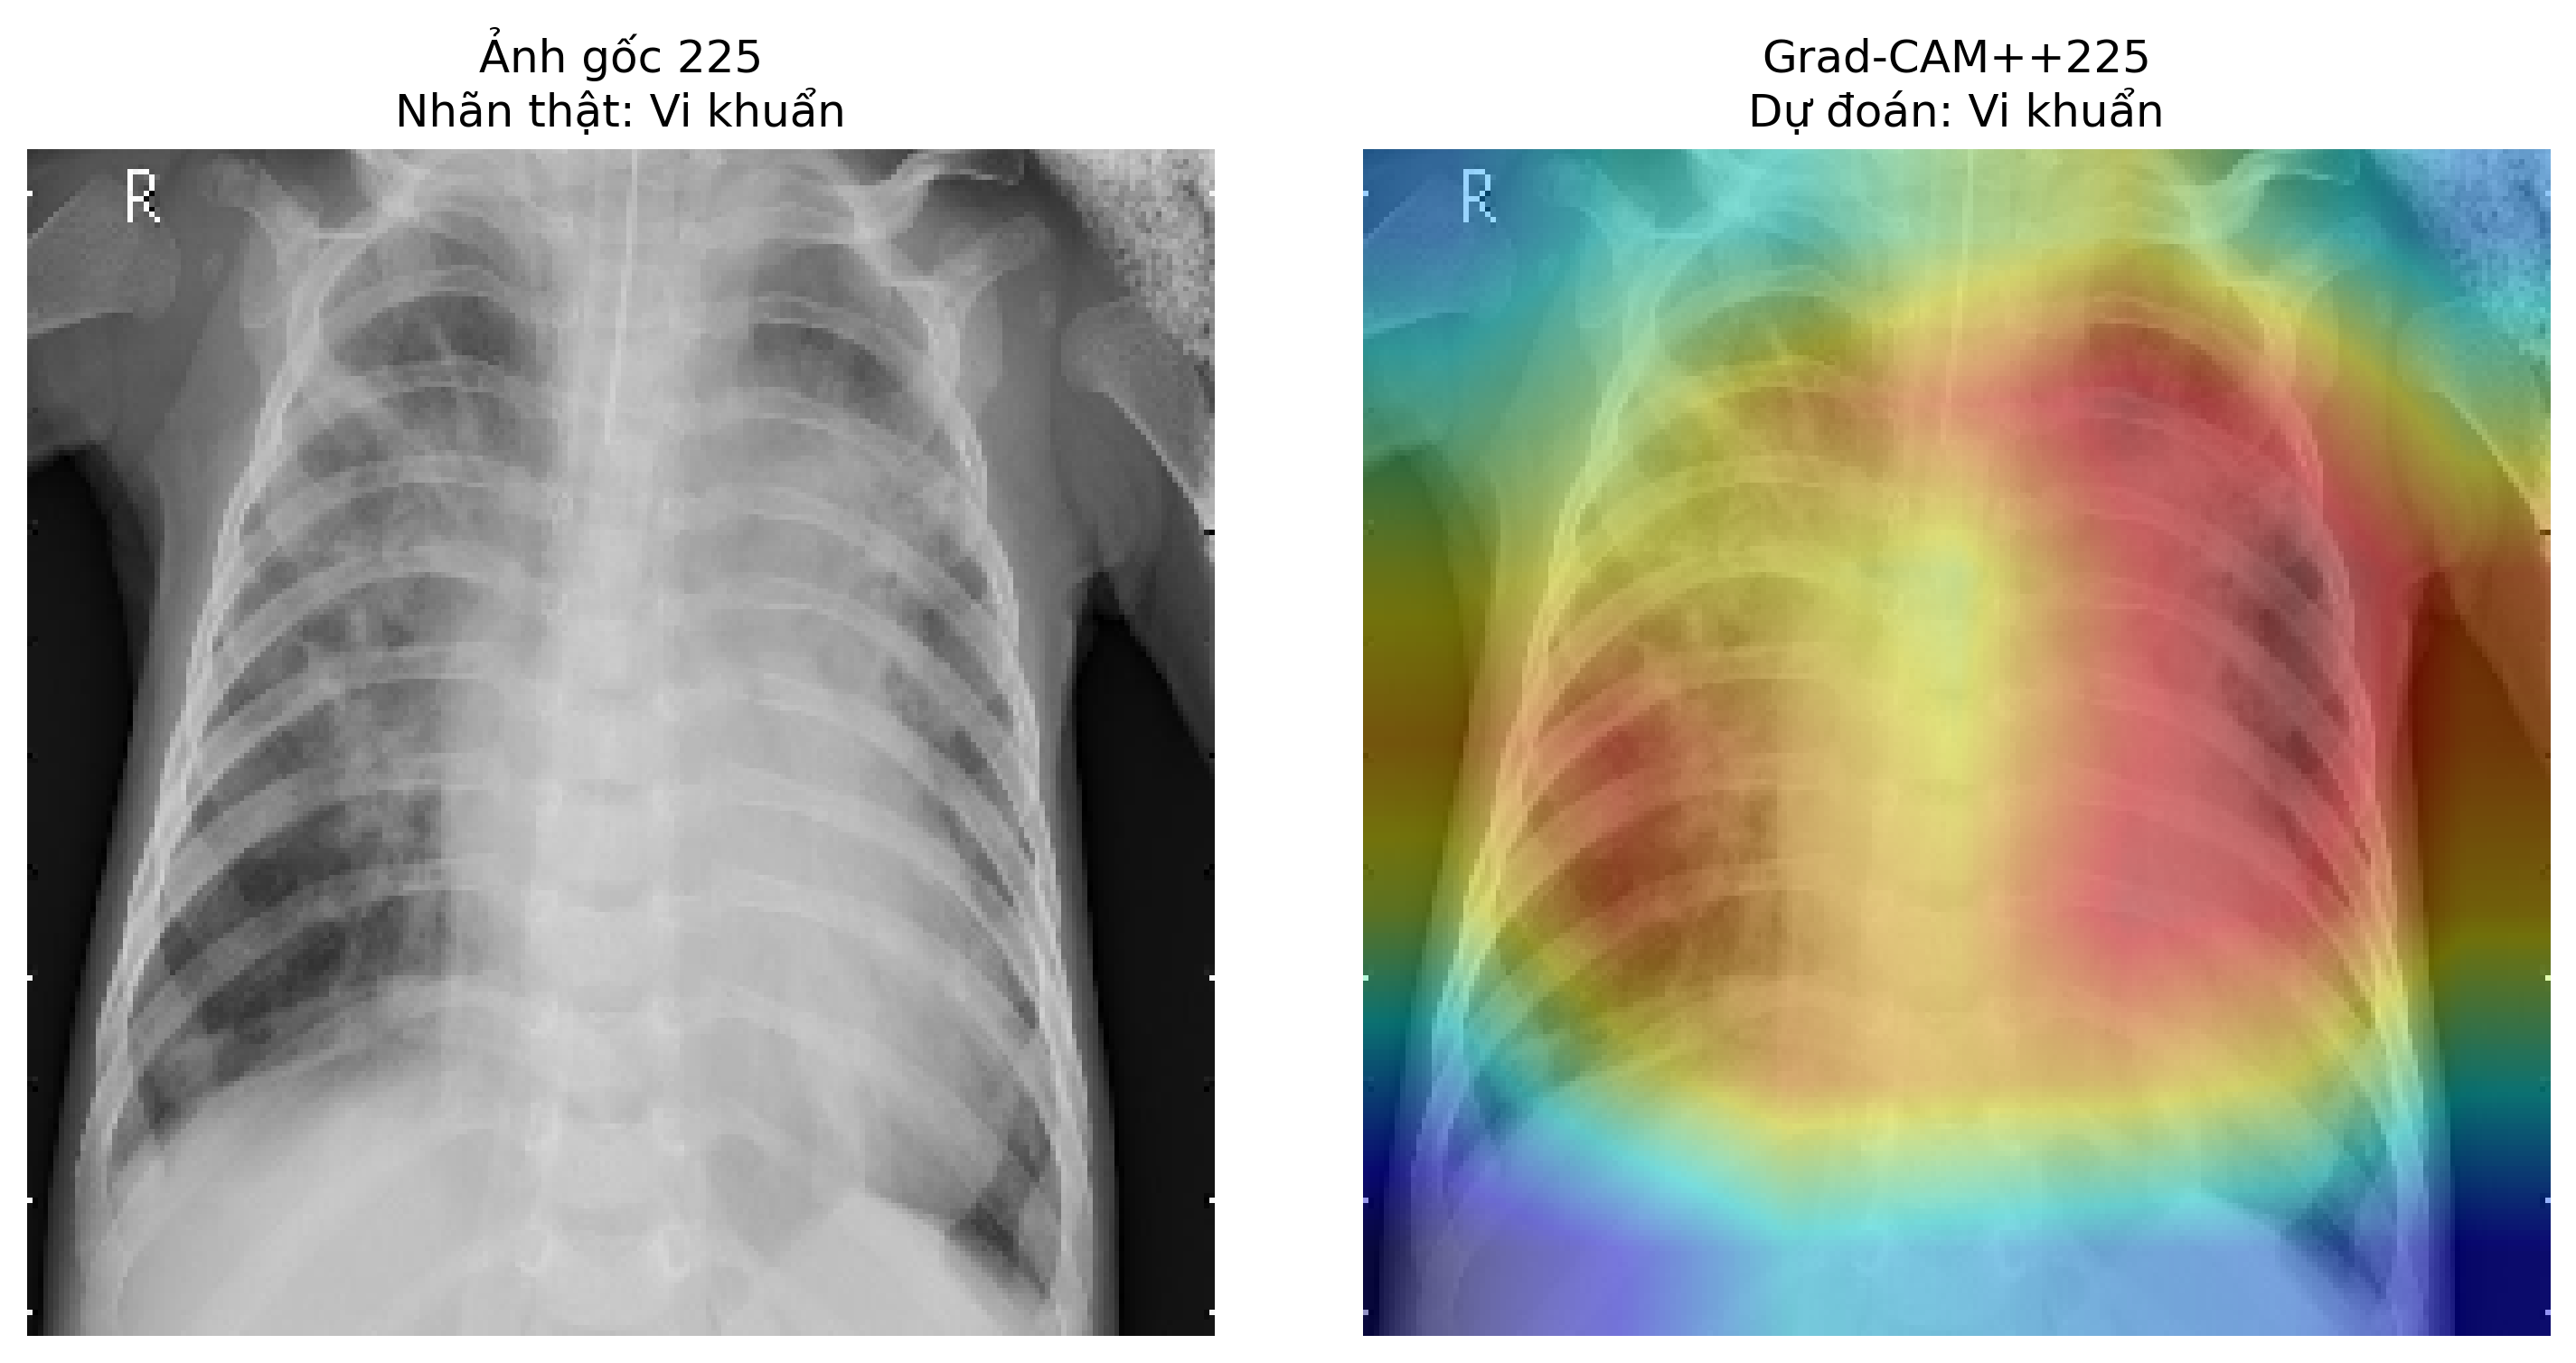 Ảnh gốc 225
Nhãn thật: Vi khuẩn
R
Grad-CAM++225
Dự đoán: Vi khuẩn
R